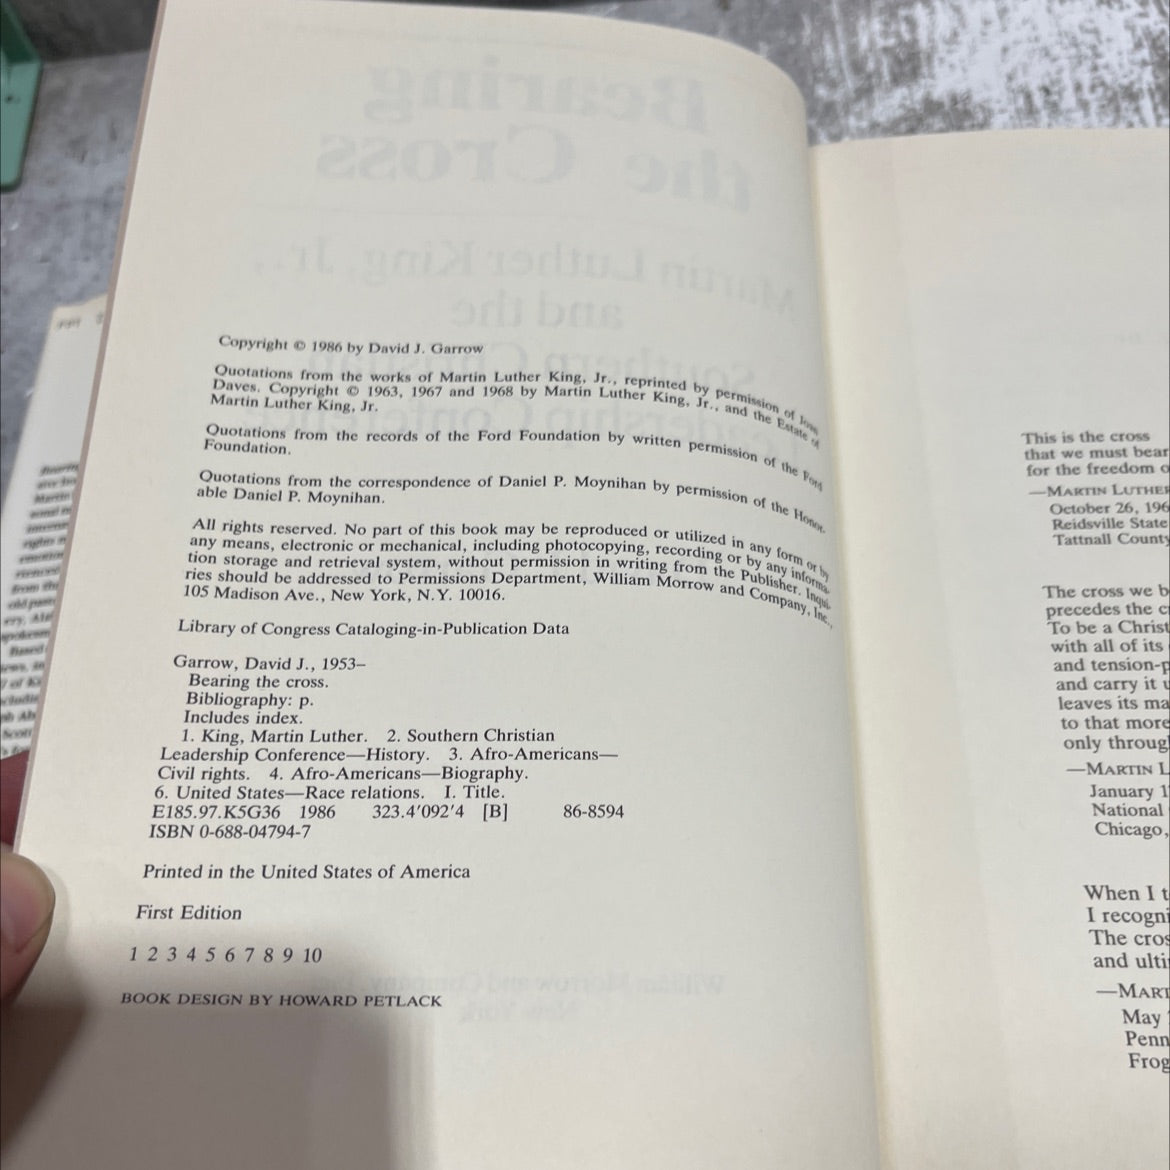 Copyright © 1986 by David J. Garrow
Quotations from the works of Martin Luther King, Jr., reprinted by permission of Joan
Daves. Copyright © 1963, 1967 and 1968 by Martin Luther King, Jr., and the Estate of
Martin Luther King, Jr.
Quotations from the records of the Ford Foundation by written permission of the Ford
Foundation.
Quotations from the correspondence of Daniel P. Moynihan by permission of the Honor-
able Daniel P. Moynihan.
All rights reserved. No part of this book may be reproduced or utilized in any form or by
any means, electronic or mechanical, including photocopying, recording or by any informa-
tion storage and retrieval system, without permission in writing from the Publisher. Inqui-
ries should be addressed to Permissions Department, William Morrow and Company, Inc.,
105 Madison Ave., New York, N.Y. 10016.
Library of Congress Cataloging-in-Publication Data
Garrow, David J., 1953–
Bearing the cross.
Bibliography: p.
Includes index.
1. King, Martin Luther. 2. Southern Christian
Leadership Conference—History. 3. Afro-Americans—
Civil rights. 4. Afro-Americans—Biography.
6. United States—Race relations. I. Title.
E185.97.K5G36 1986 323.4'092'4 [B] 86-8594
ISBN 0-688-04794-7
Printed in the United States of America
First Edition
1 2 3 4 5 6 7 8 9 10
BOOK DESIGN BY HOWARD PETLACK
This is the cross
that we must bear
for the freedom o
—MARTIN LUTHER
October 26, 196
Reidsville State
Tattnall County
The cross we b
precedes the c
To be a Christ
with all of its
and tension-p
and carry it u
leaves its ma
to that more
only throug
—MARTIN L
January 1
National
Chicago,
When I t
I recogni
The cros
and ulti
—MART
May
Penn
Frog